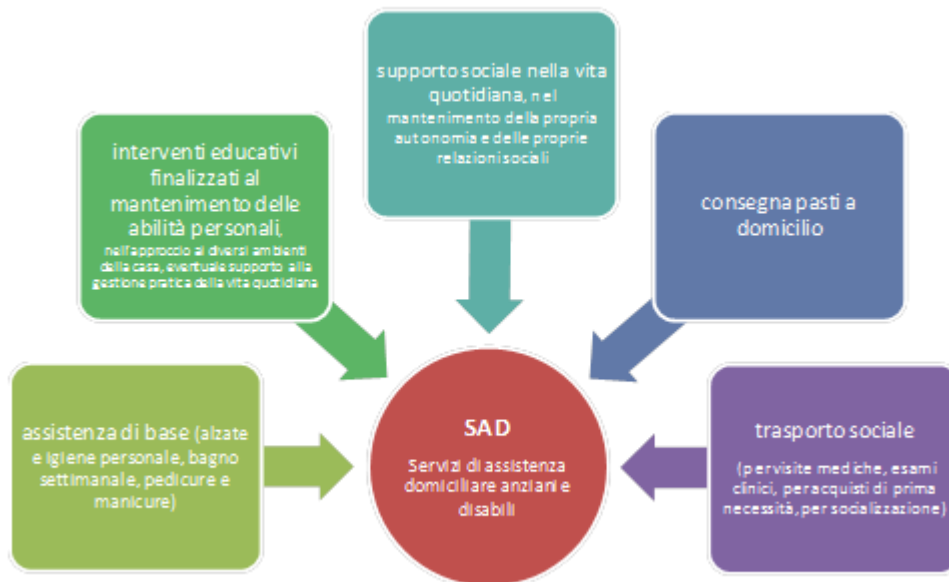 supporto sociale nella vita
quotidiana, nel
mantenimento della propria
autonomia e delle proprie
relazioni sociali
interventi educativi
finalizzati al
mantenimento delle
abilità personali,
nell'approccio ai diversi ambienti
della casa, eventuale supporto alla
gestione pratica della vita quotidiana
consegna pasti a
domicilio
assistenza di base (alzate
e igiene personale, bagno
settimanale, pedicure e
manicure)
SAD
Servizi di assistenza
domiciliare anziani e
disabili
trasporto sociale
(per visite mediche, esami
clinici, per acquisti di prima
necessità, per socializzazione)